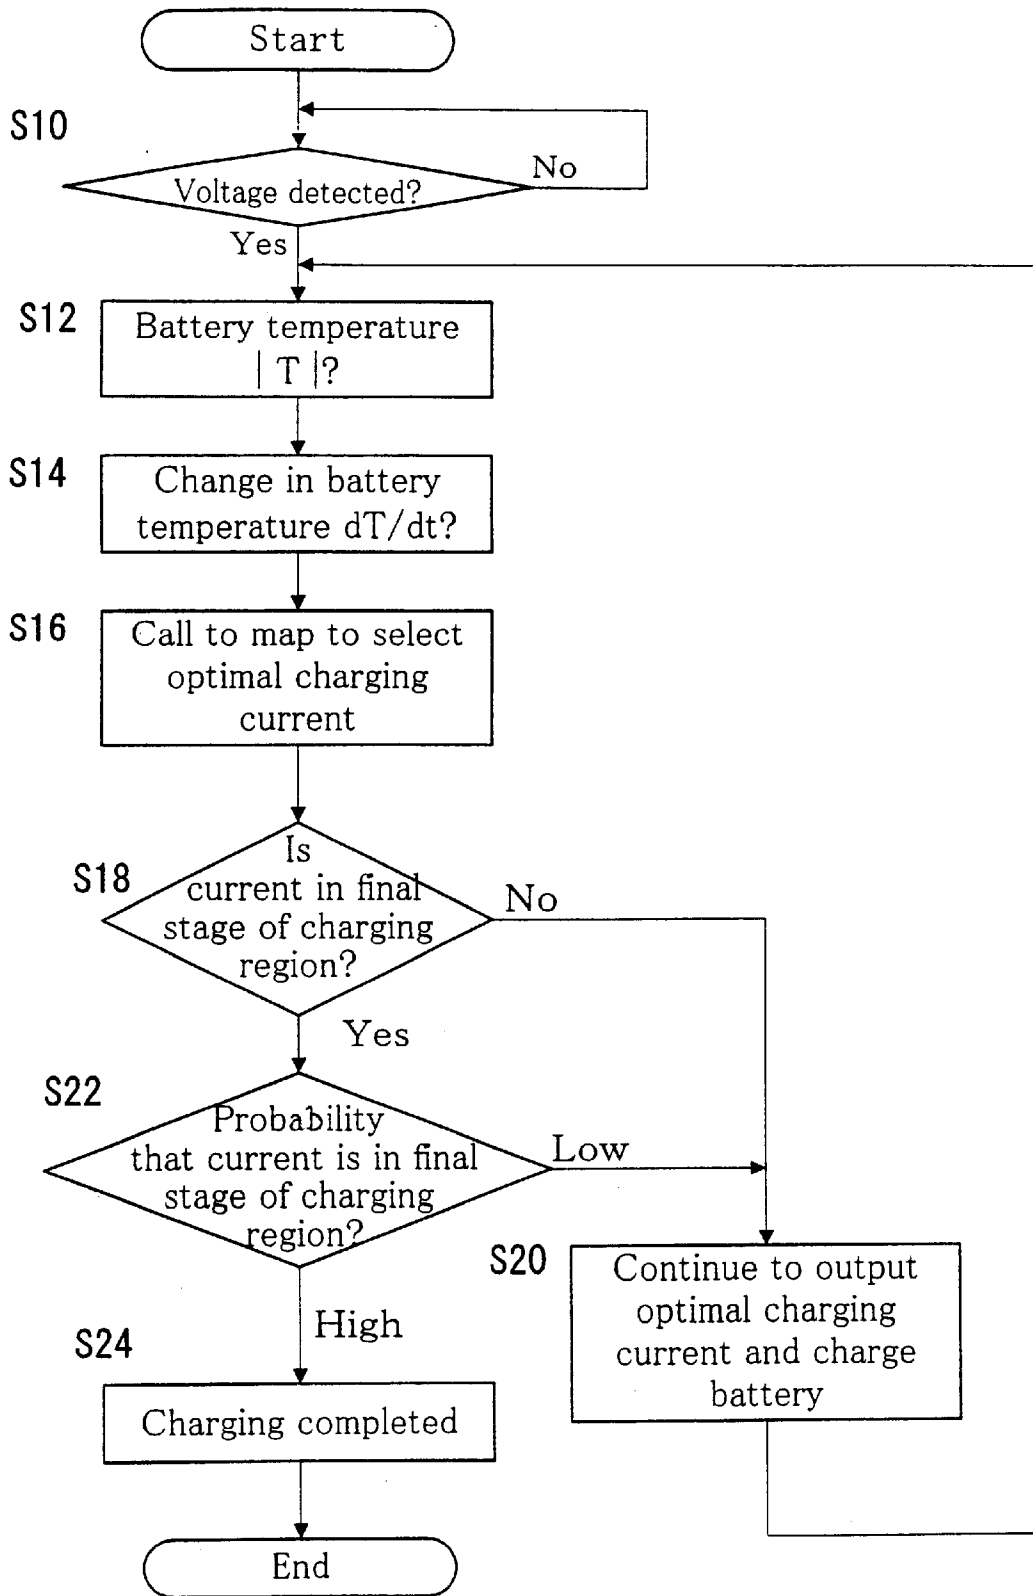 Start
S10
No
Voltage detected?
Yes
S12
Battery temperature
| T |?
S14
Change in battery
temperature dT/dt?
S16
Call to map to select
optimal charging
current
S18
Is
current in final
stage of charging
region?
No
Yes
S22
Probability
that current is in final
stage of charging
region?
Low
S20
Continue to output
optimal charging
current and charge
battery
High
S24
Charging completed
End